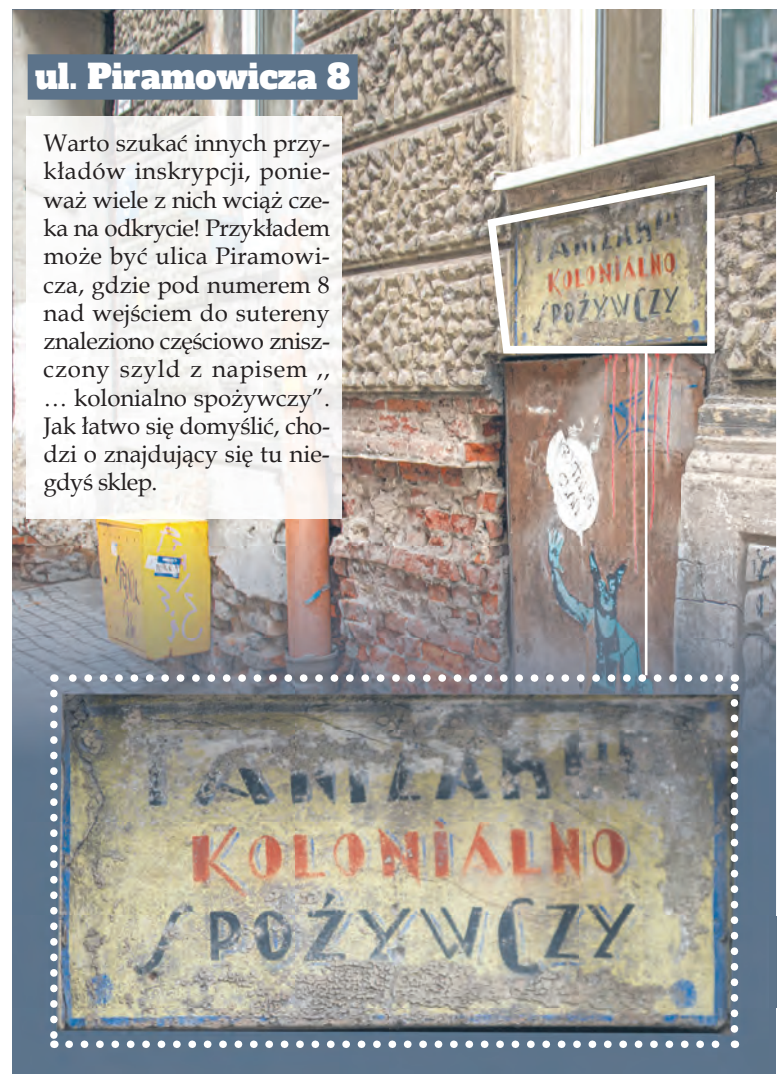 ul. Piramowicza 8
Warto szukać innych przy-
kładów inskrypcji, ponie-
waż wiele z nich wciąż cze-
ka na odkrycie! Przykładem
może być ulica Piramowi-
cza, gdzie pod numerem 8
nad wejściem do sutereny
znaleziono częściowo znisz-
czony szyld z napisem ,,
… kolonialno spożywczy”.
Jak łatwo się domyślić, cho-
dzi o znajdujący się tu nie-
gdyś sklep.
KOLONIALNO
SPOŻYWCZY
KOLONIALNO
SPOŻYWCZY